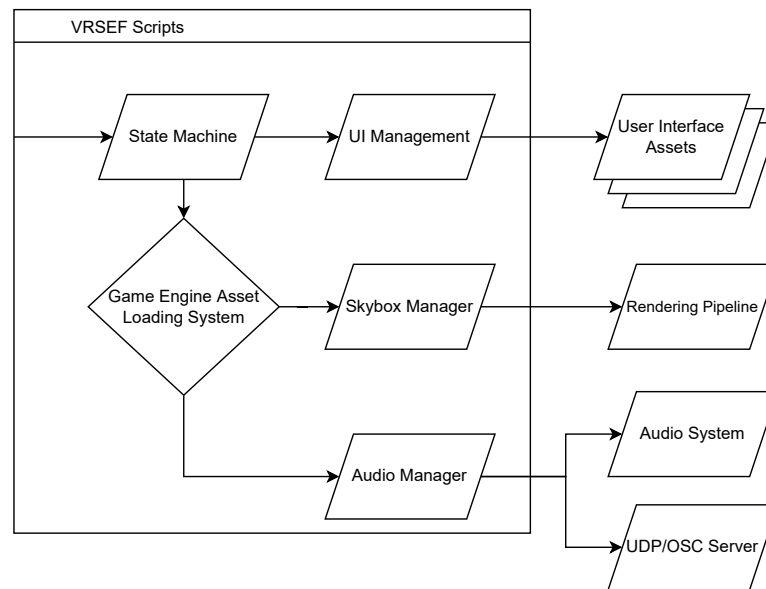 VRSEF Scripts
State Machine
UI Management
User Interface
Assets
Game Engine Asset
Loading System
Skybox Manager
Rendering Pipeline
Audio Manager
Audio System
UDP/OSC Server